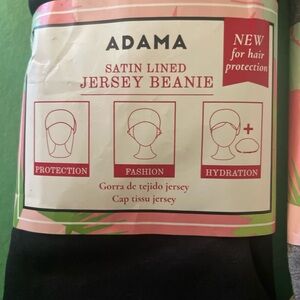 ADAMA
SATIN LINED
JERSEY BEANIE
NEW
for hair
protection
PROTECTION
FASHION
HYDRATION
+
Gorra de tejido jersey
Cap tissu jersey